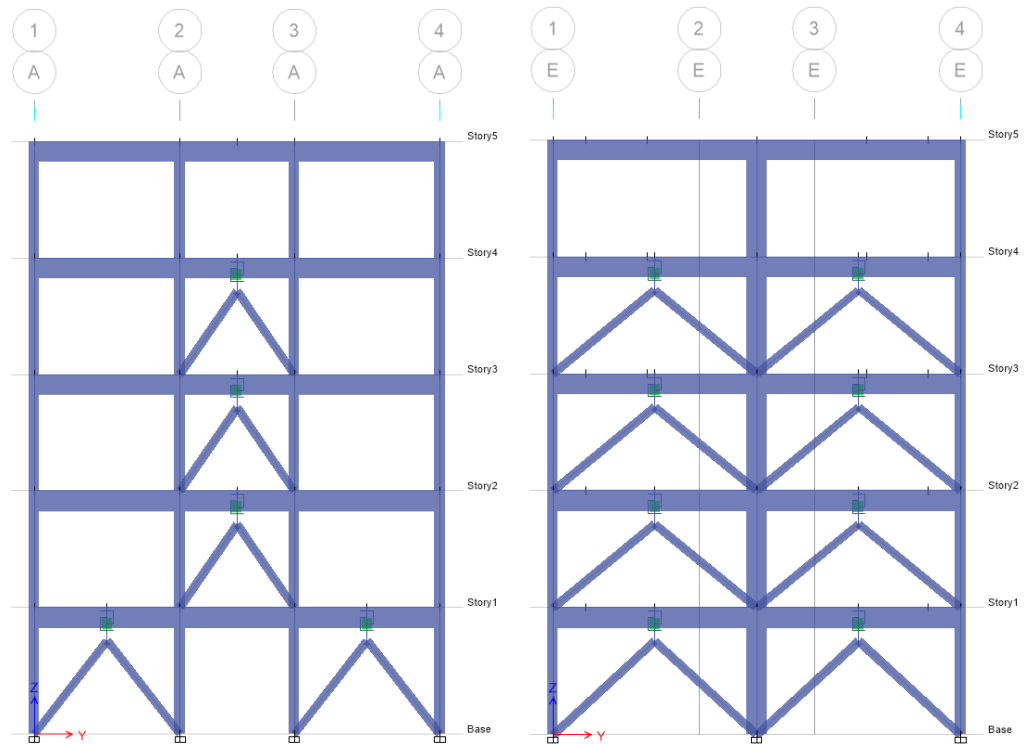 1 2 3 4
A A A A
Story5
Story4
Story3
Story2
Story1
Base
Z
Y
1 2 3 4
E E E E
Story5
Story4
Story3
Story2
Story1
Base
Z
Y